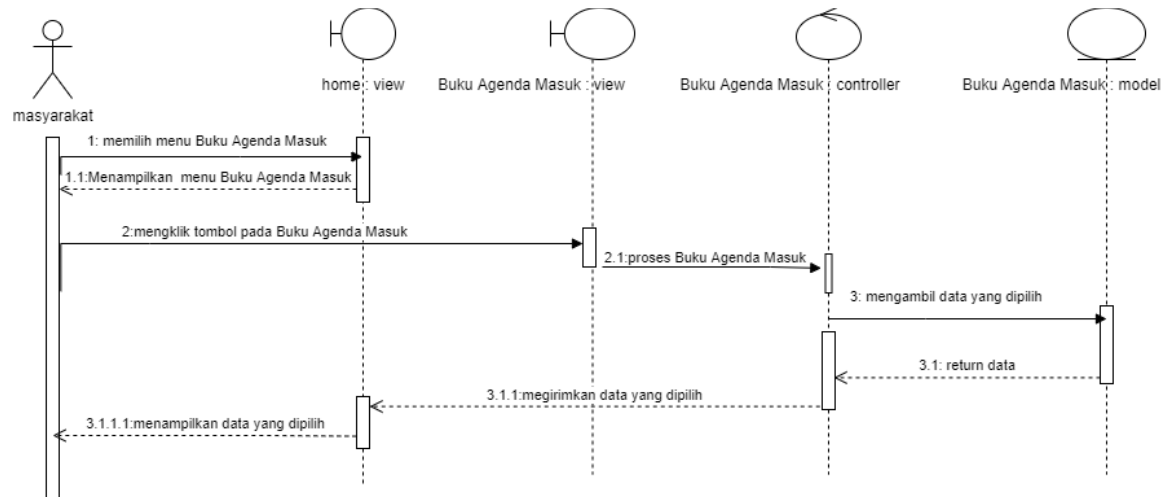 masyarakat
home : view
Buku Agenda Masuk : view
Buku Agenda Masuk : controller
Buku Agenda Masuk : model
1: memilih menu Buku Agenda Masuk
1.1:Menampilkan menu Buku Agenda Masuk
2:mengklik tombol pada Buku Agenda Masuk
2.1:proses Buku Agenda Masuk
3: mengambil data yang dipilih
3.1: return data
3.1.1:megirimkan data yang dipilih
3.1.1.1:menampilkan data yang dipilih